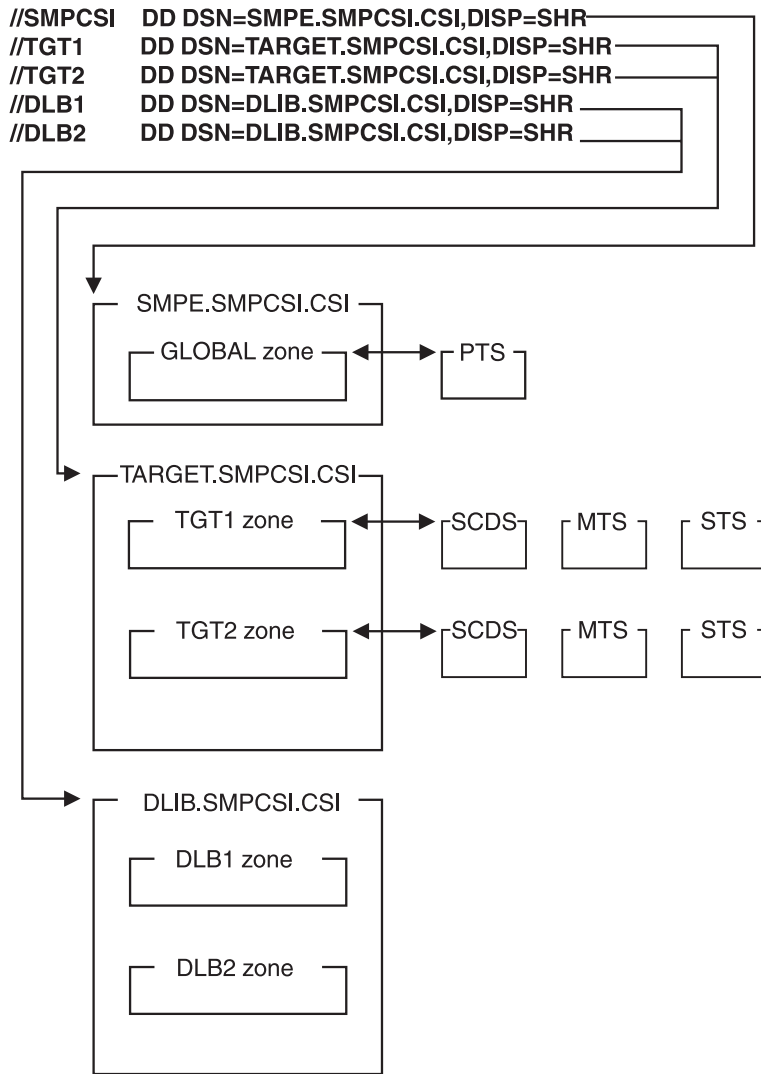 //SMPCSI DD DSN=SMPE.SMPCSI.CSI,DISP=SHR
//TGT1 DD DSN=TARGET.SMPCSI.CSI,DISP=SHR
//TGT2 DD DSN=TARGET.SMPCSI.CSI,DISP=SHR
//DLB1 DD DSN=DLIB.SMPCSI.CSI,DISP=SHR
//DLB2 DD DSN=DLIB.SMPCSI.CSI,DISP=SHR
SMPE.SMPCSI.CSI
GLOBAL zone PTS
TARGET.SMPCSI.CSI
TGT1 zone SCDS MTS STS
TGT2 zone SCDS MTS STS
DLIB.SMPCSI.CSI
DLB1 zone
DLB2 zone